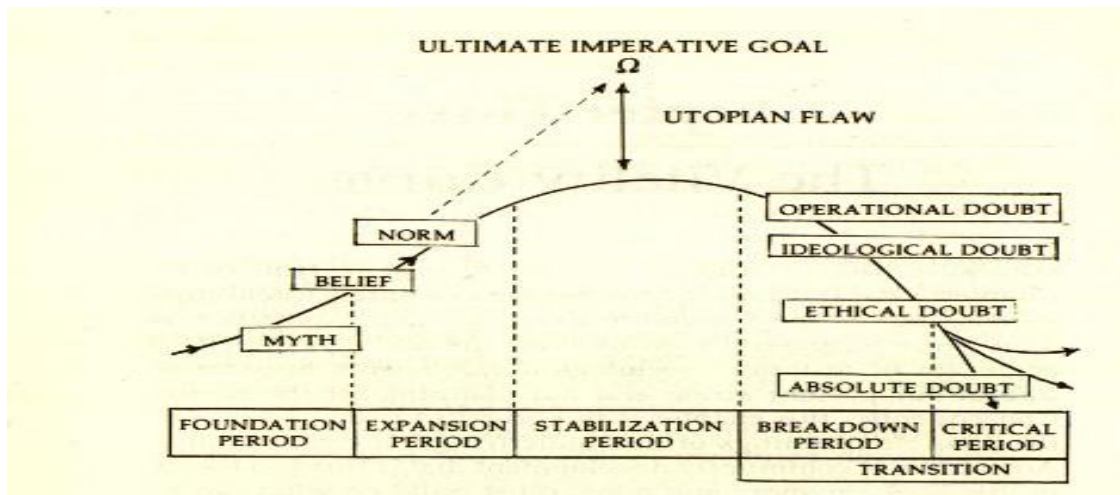 ULTIMATE IMPERATIVE GOAL
Ω
UTOPIAN FLAW
NORM
BELIEF
MYTH
OPERATIONAL DOUBT
IDEOLOGICAL DOUBT
ETHICAL DOUBT
ABSOLUTE DOUBT
FOUNDATION
PERIOD
EXPANSION
PERIOD
STABILIZATION
PERIOD
BREAKDOWN
PERIOD
CRITICAL
PERIOD
TRANSITION